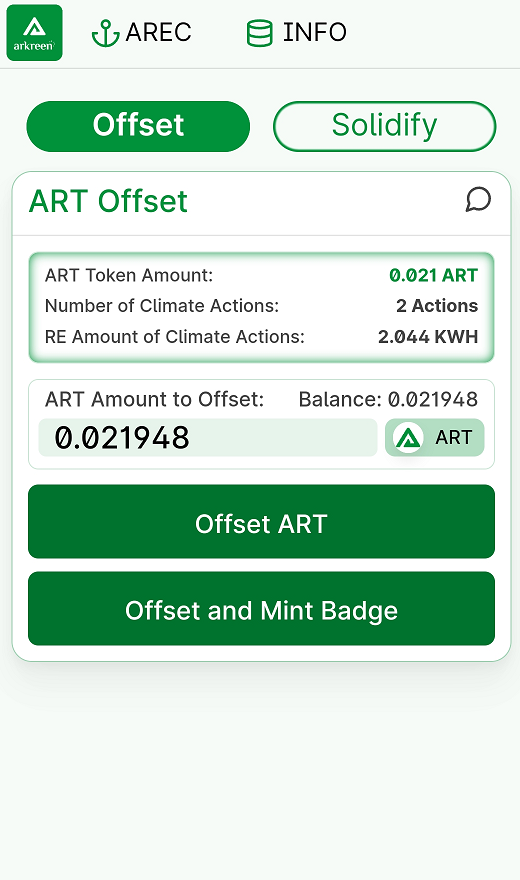 arkreen
AREC
INFO
Offset
Solidify
ART Offset
ART Token Amount: 0.021 ART
Number of Climate Actions: 2 Actions
RE Amount of Climate Actions: 2.044 KWH
ART Amount to Offset: Balance: 0.021948
0.021948 ART
Offset ART
Offset and Mint Badge